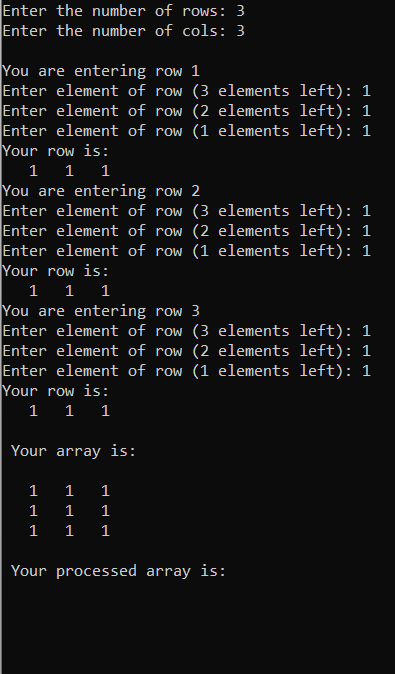 Enter the number of rows: 3
Enter the number of cols: 3
You are entering row 1
Enter element of row (3 elements left): 1
Enter element of row (2 elements left): 1
Enter element of row (1 elements left): 1
Your row is:
1 1 1
You are entering row 2
Enter element of row (3 elements left): 1
Enter element of row (2 elements left): 1
Enter element of row (1 elements left): 1
Your row is:
1 1 1
You are entering row 3
Enter element of row (3 elements left): 1
Enter element of row (2 elements left): 1
Enter element of row (1 elements left): 1
Your row is:
1 1 1
Your array is:
1 1 1
1 1 1
1 1 1
Your processed array is: